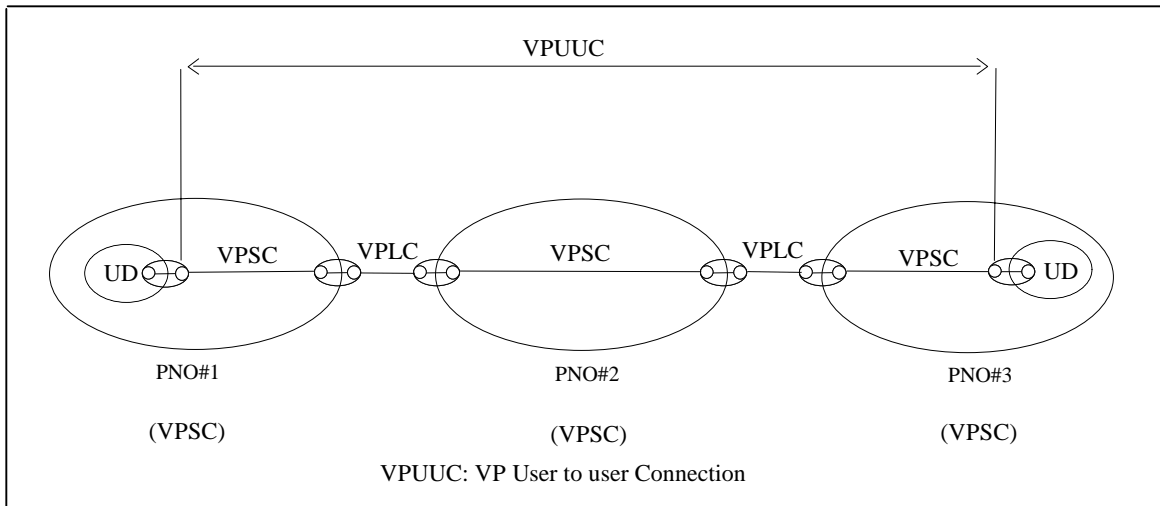 VPUUC
VPSC VPLC VPSC VPLC VPSC
UD UD
PNO#1 PNO#2 PNO#3
(VPSC) (VPSC) (VPSC)
VPUUC: VP User to user Connection